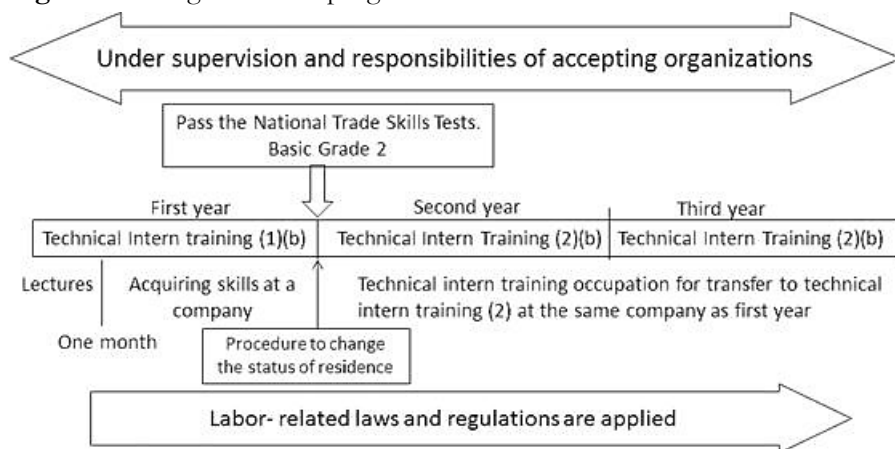 Under supervision and responsibilities of accepting organizations
Pass the National Trade Skills Tests.
Basic Grade 2
First year
Second year
Third year
Technical Intern training (1)(b)
Technical Intern Training (2)(b)
Technical Intern Training (2)(b)
Lectures
Acquiring skills at a
company
Technical intern training occupation for transfer to technical
intern training (2) at the same company as first year
One month
Procedure to change
the status of residence
Labor- related laws and regulations are applied